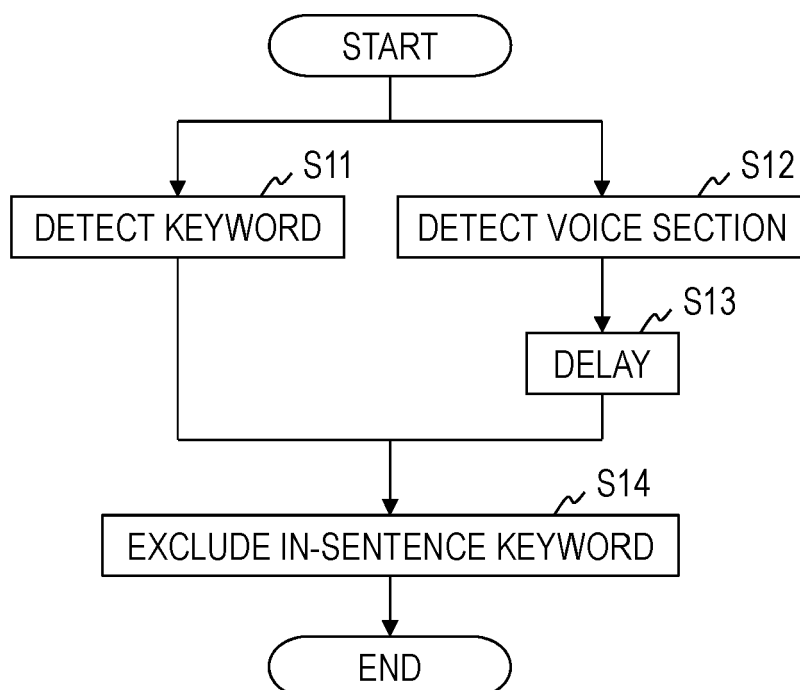 START
S11
S12
DETECT KEYWORD
DETECT VOICE SECTION
S13
DELAY
S14
EXCLUDE IN-SENTENCE KEYWORD
END